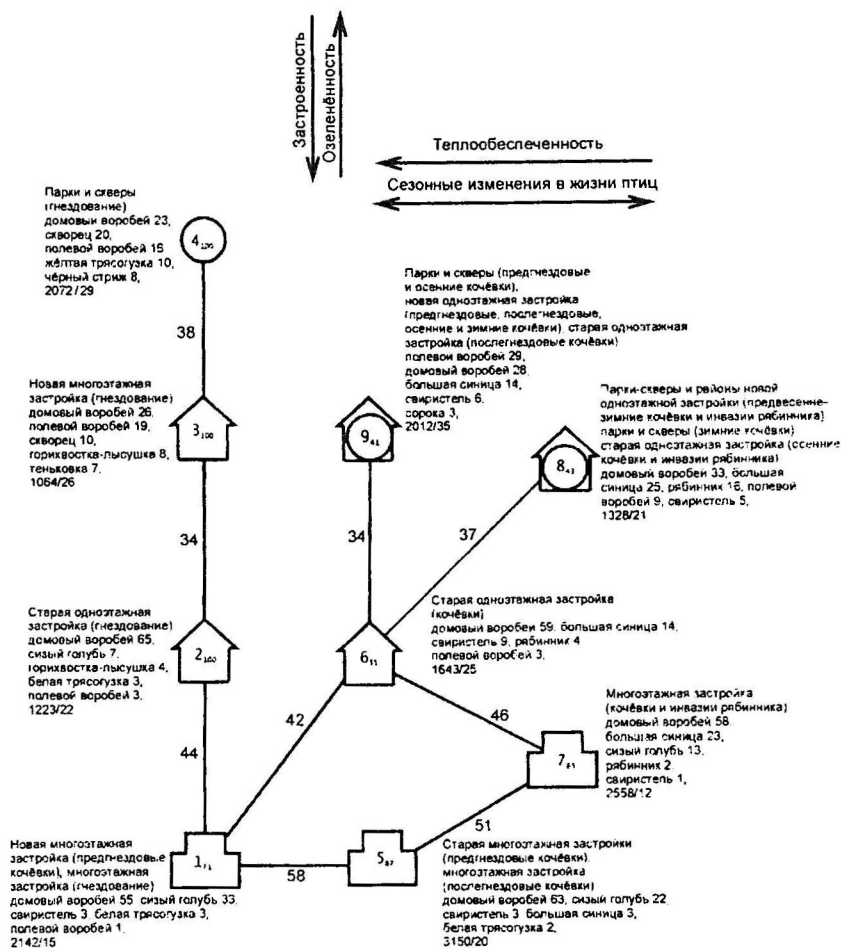 Застроенность
Озеленённость
Теплообеспеченность
Сезонные изменения в жизни птиц
Парки и скверы
(гнездование)
домовый воробей 23,
скворец 20,
полевой воробей 15
жёлтая трясогузка 10,
чёрный стриж 8,
2072/29
4₁₀₀
38
Новая многоэтажная
застройка (гнездование)
домовый воробей 26,
полевой воробей 19,
скворец 10,
горихвостка-лысушка 8,
теньковка 7.
1064/26
3₁₀₀
34
Старая одноэтажная
застройка (гнездование)
домовый воробей 65,
сизый голубь 7,
горихвостка-лысушка 4,
белая трясогузка 3,
полевой воробей 3.
1223/22
2₁₀₀
44
Новая многоэтажная
застройка (предгнездовые
кочёвки), многоэтажная
застройка (гнездование)
домовый воробей 55 сизый голубь 33,
свиристель 3 белая трясогузка 3,
полевой воробей 1.
2142/15
1
58
42
Парки и скверы (предгнездовые
и осенние кочёвки),
новая одноэтажная застройка
(предгнездовые, послегнездовые,
осенние и зимние кочёвки), старая одноэтажная
застройка (послегнездовые кочёвки)
полевой воробей 29,
домовый воробей 28,
большая синица 14,
свиристель 6.
сорока 3,
2012/35
9₄₁
34
Парки-скверы и районы новой
одноэтажной застройки (предвесенне-
зимние кочёвки и инвазии рябинника)
парки и скверы (зимние кочёвки)
старая одноэтажная застройка (осенние
кочёвки и инвазии рябинника)
домовый воробей 33, большая
синица 25, рябинник 16, полевой
воробей 9, свиристель 5,
1328/21
8
37
Старая одноэтажная застройка
(кочёвки)
домовый воробей 59, большая синица 14,
свиристель 9, рябинник 4
полевой воробей 3.
1643/25
6
46
Многоэтажная застройка
(кочёвки и инвазии рябинника)
домовый воробей 58
большая синица 23,
сизый голубь 13,
рябинник 2
свиристель 1,
2558/12
7
51
Старая многоэтажная застройки
(предгнездовые кочёвки),
многоэтажная застройка
(послегнездовые кочёвки)
домовый воробей 63, сизый голубь 22
свиристель 3 большая синица 3,
белая трясогузка 2,
3150/20
5